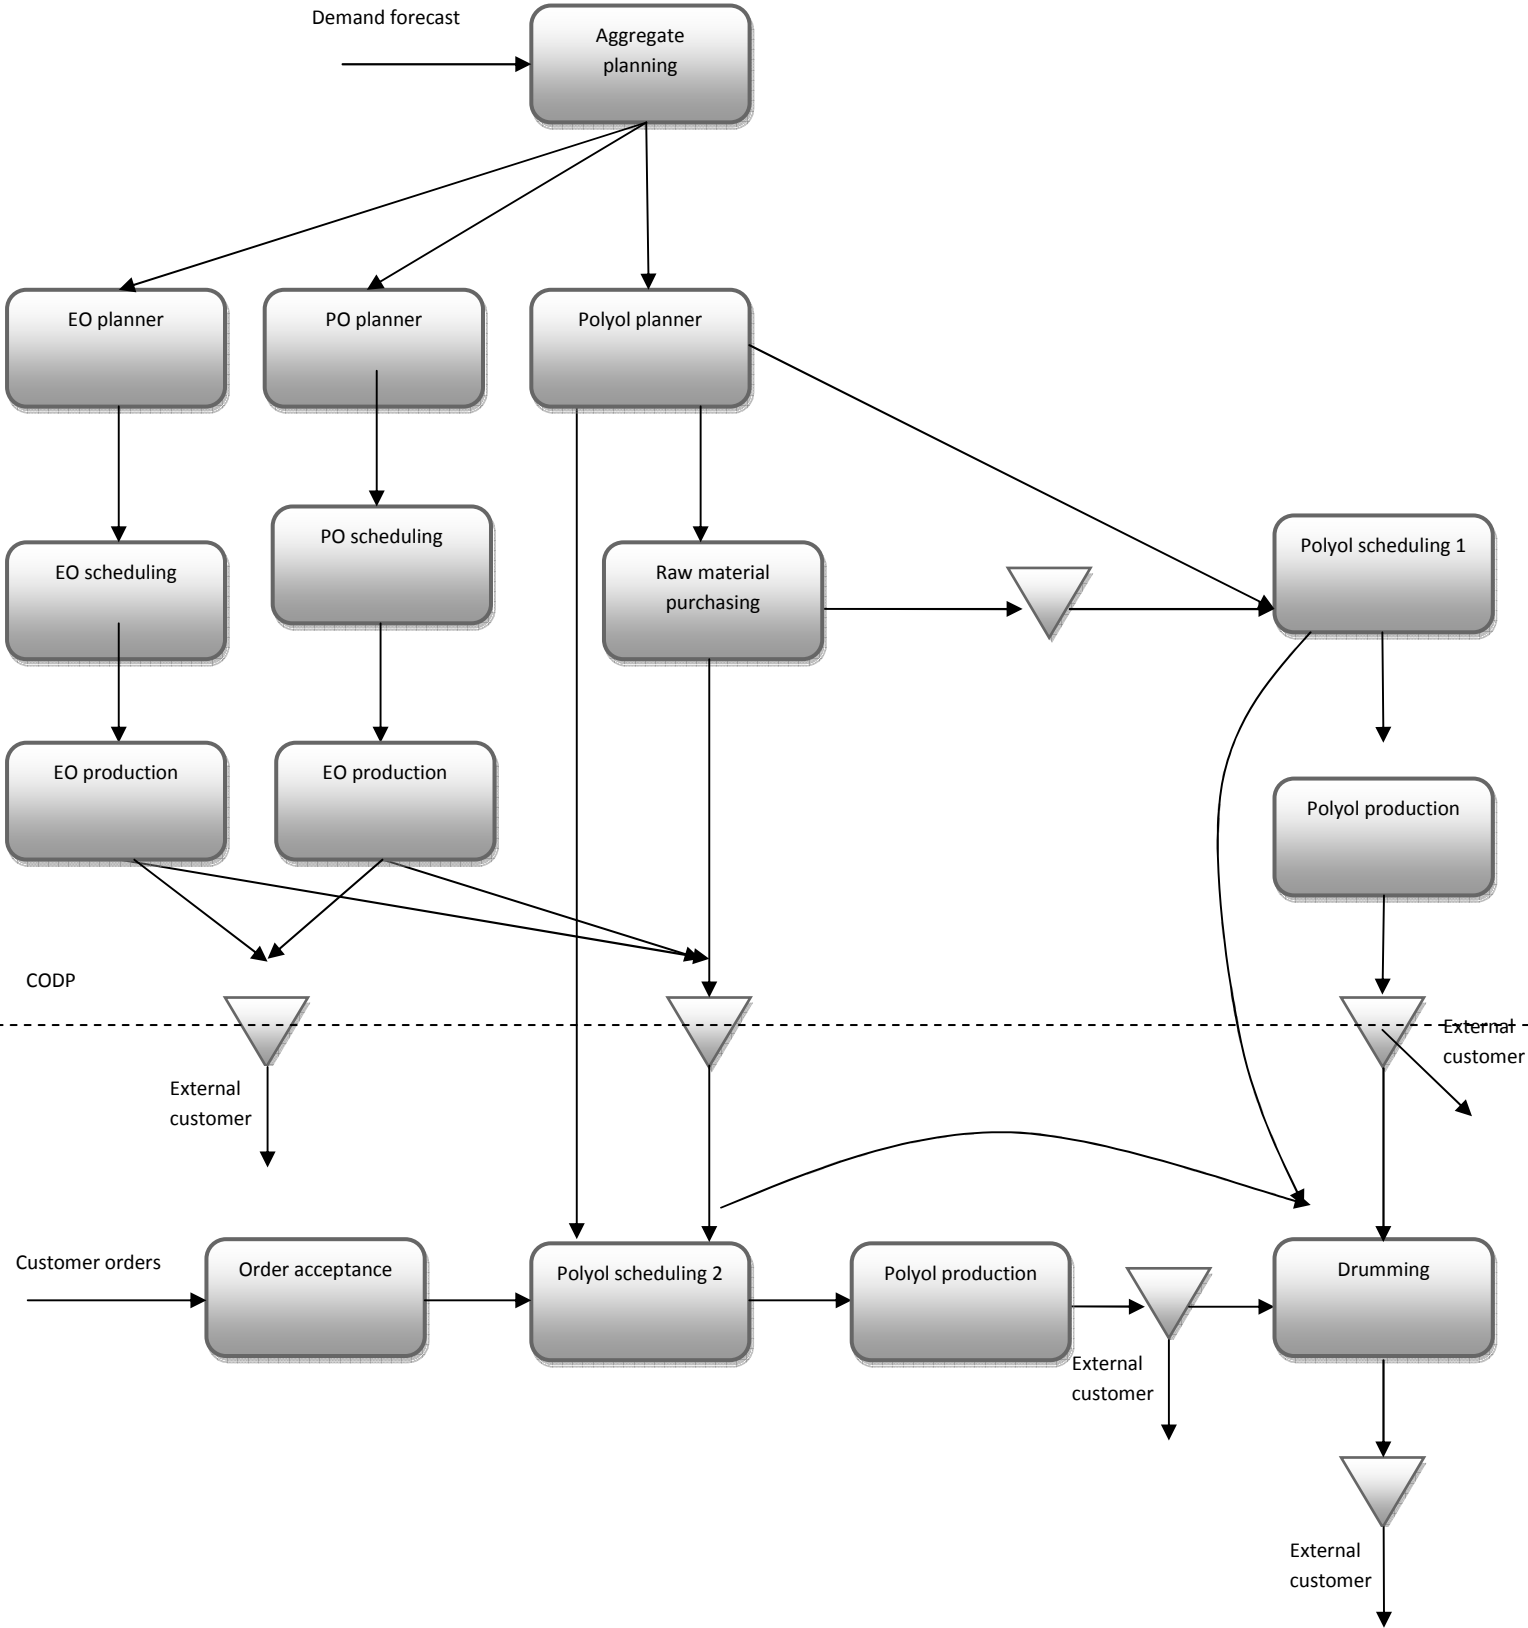 Demand forecast
Aggregate
planning
EO planner
PO planner
Polyol planner
PO scheduling
Polyol scheduling 1
EO scheduling
Raw material
purchasing
EO production
EO production
Polyol production
CODP
External
customer
External
customer
Customer orders
Order acceptance
Polyol scheduling 2
Polyol production
Drumming
External
customer
External
customer